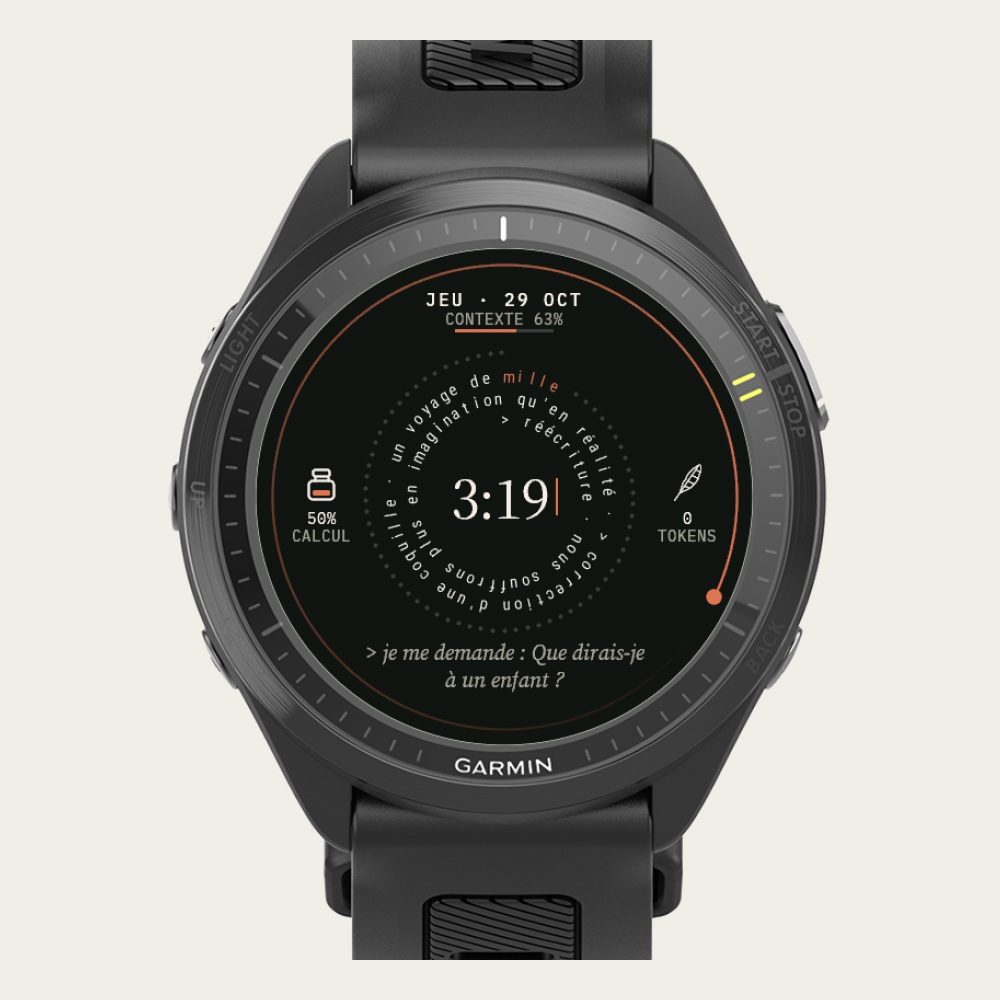 JEU · 29 OCT
CONTEXTE 63%
> réécriture · nous souffrons plus en imagination qu'en réalité · > correction d'une coquille · un voyage de mille
3:19
50%
CALCUL
0
TOKENS
> je me demande : Que dirais-je
à un enfant ?
LIGHT
UP
START
STOP
BACK
GARMIN